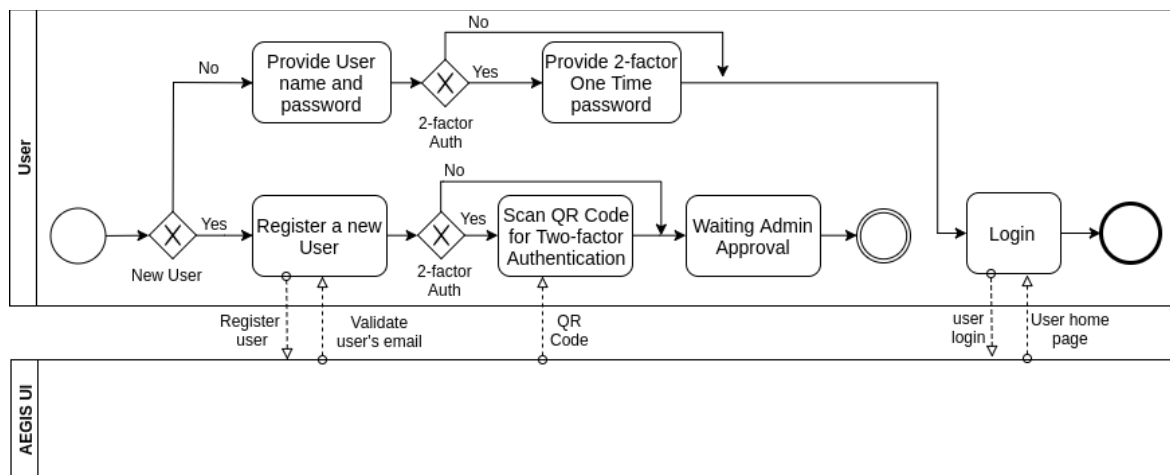 No
Provide User
name and
password
No
Yes
2-factor
Auth
Provide 2-factor
One Time
password
User
New User
Yes
Register a new
User
No
Yes
2-factor
Auth
Scan QR Code
for Two-factor
Authentication
Waiting Admin
Approval
Login
Register
user
Validate
user's email
QR
Code
user
login
User home
page
AEGIS UI